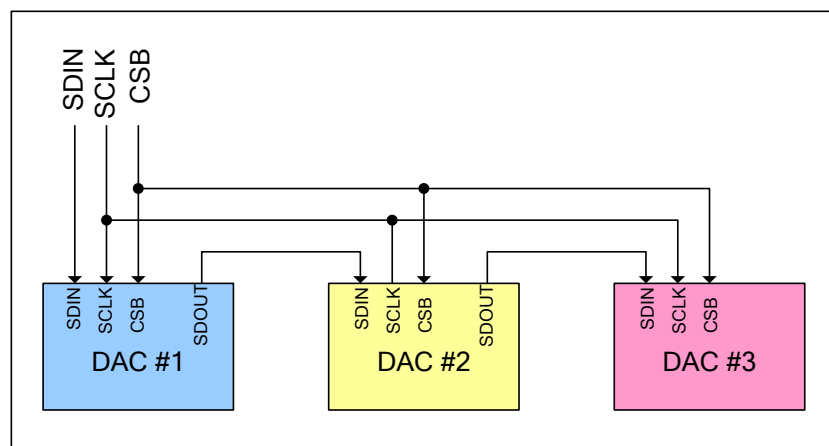 SDIN
SCLK
CSB
SDIN
SCLK
CSB
SDOUT
DAC #1
SDIN
SCLK
CSB
SDOUT
DAC #2
SDIN
SCLK
CSB
DAC #3